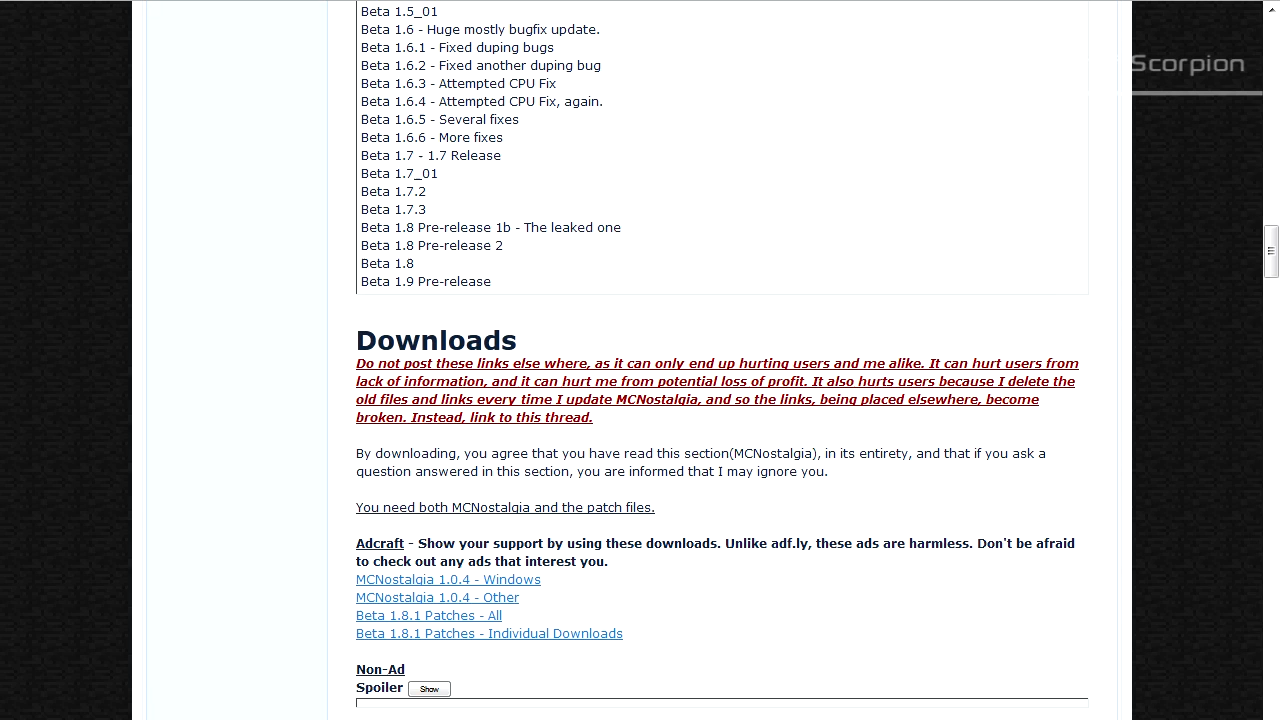 Beta 1.5_01
Beta 1.6 - Huge mostly bugfix update.
Beta 1.6.1 - Fixed duping bugs
Beta 1.6.2 - Fixed another duping bug
Beta 1.6.3 - Attempted CPU Fix
Beta 1.6.4 - Attempted CPU Fix, again.
Beta 1.6.5 - Several fixes
Beta 1.6.6 - More fixes
Beta 1.7 - 1.7 Release
Beta 1.7_01
Beta 1.7.2
Beta 1.7.3
Beta 1.8 Pre-release 1b - The leaked one
Beta 1.8 Pre-release 2
Beta 1.8
Beta 1.9 Pre-release
Scorpion
Downloads
Do not post these links else where, as it can only end up hurting users and me alike. It can hurt users from
lack of information, and it can hurt me from potential loss of profit. It also hurts users because I delete the
old files and links every time I update MCNostalgia, and so the links, being placed elsewhere, become
broken. Instead, link to this thread.
By downloading, you agree that you have read this section(MCNostalgia), in its entirety, and that if you ask a
question answered in this section, you are informed that I may ignore you.
You need both MCNostalgia and the patch files.
Adcraft - Show your support by using these downloads. Unlike adf.ly, these ads are harmless. Don't be afraid
to check out any ads that interest you.
MCNostalgia 1.0.4 - Windows
MCNostalgia 1.0.4 - Other
Beta 1.8.1 Patches - All
Beta 1.8.1 Patches - Individual Downloads
Non-Ad
Spoiler Show